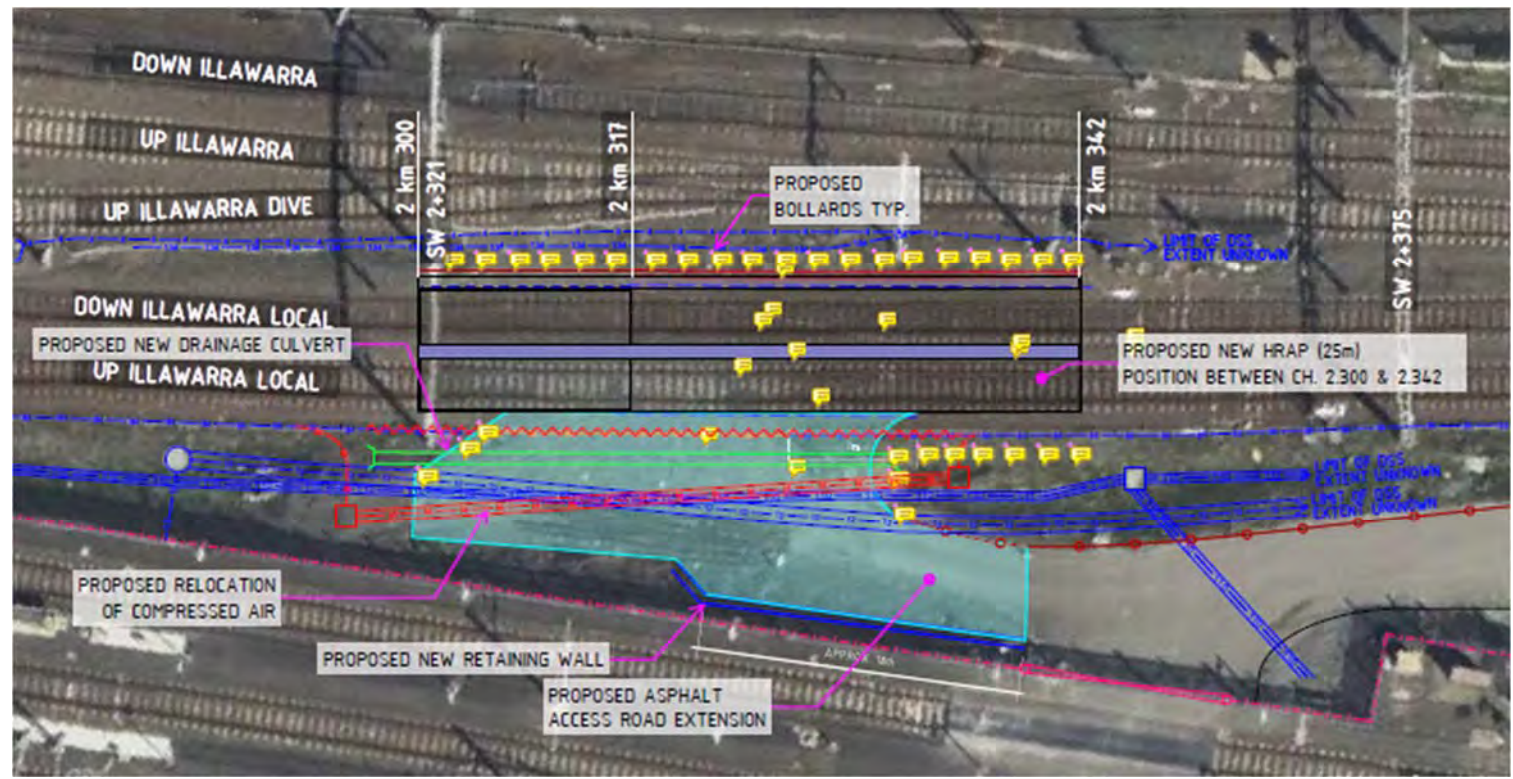 DOWN ILLAWARRA
UP ILLAWARRA
UP ILLAWARRA DIVE
2 km 300
SW 2+321
2 km 317
PROPOSED
BOLLARDS TYP.
2 km 342
LIMIT OF DSS
EXTENT UNKNOWN
SW 2+375
DOWN ILLAWARRA LOCAL
PROPOSED NEW DRAINAGE CULVERT
UP ILLAWARRA LOCAL
PROPOSED NEW HRAP (25m)
POSITION BETWEEN CH. 2.300 & 2.342
LIMIT OF DSS
EXTENT UNKNOWN
LIMIT OF DSS
EXTENT UNKNOWN
PROPOSED RELOCATION
OF COMPRESSED AIR
PROPOSED NEW RETAINING WALL
APPROX.
PROPOSED ASPHALT
ACCESS ROAD EXTENSION